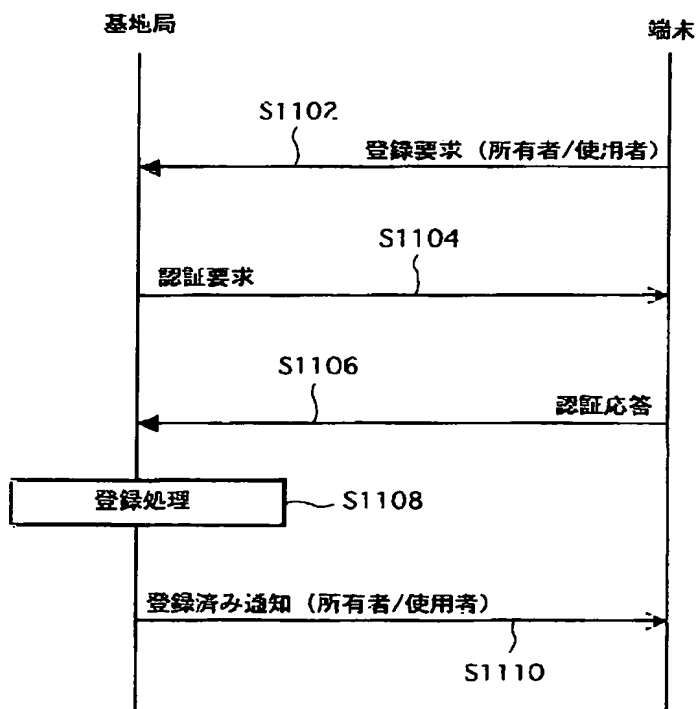 基地局
端末
S1102
登録要求（所有者/使用者）
S1104
認証要求
S1106
認証応答
登録処理
S1108
登録済み通知（所有者/使用者）
S1110